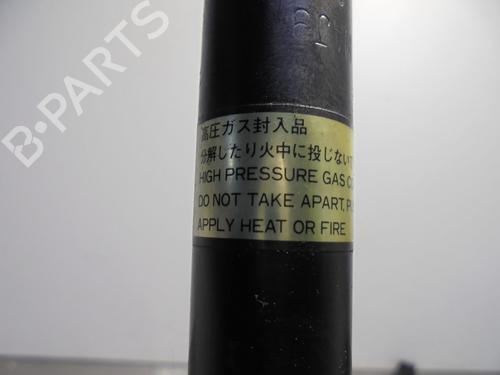 高圧ガス封入品
分解したり火中に投じない
HIGH PRESSURE GAS
DO NOT TAKE APART.
APPLY HEAT OR FIRE
B-PARTS